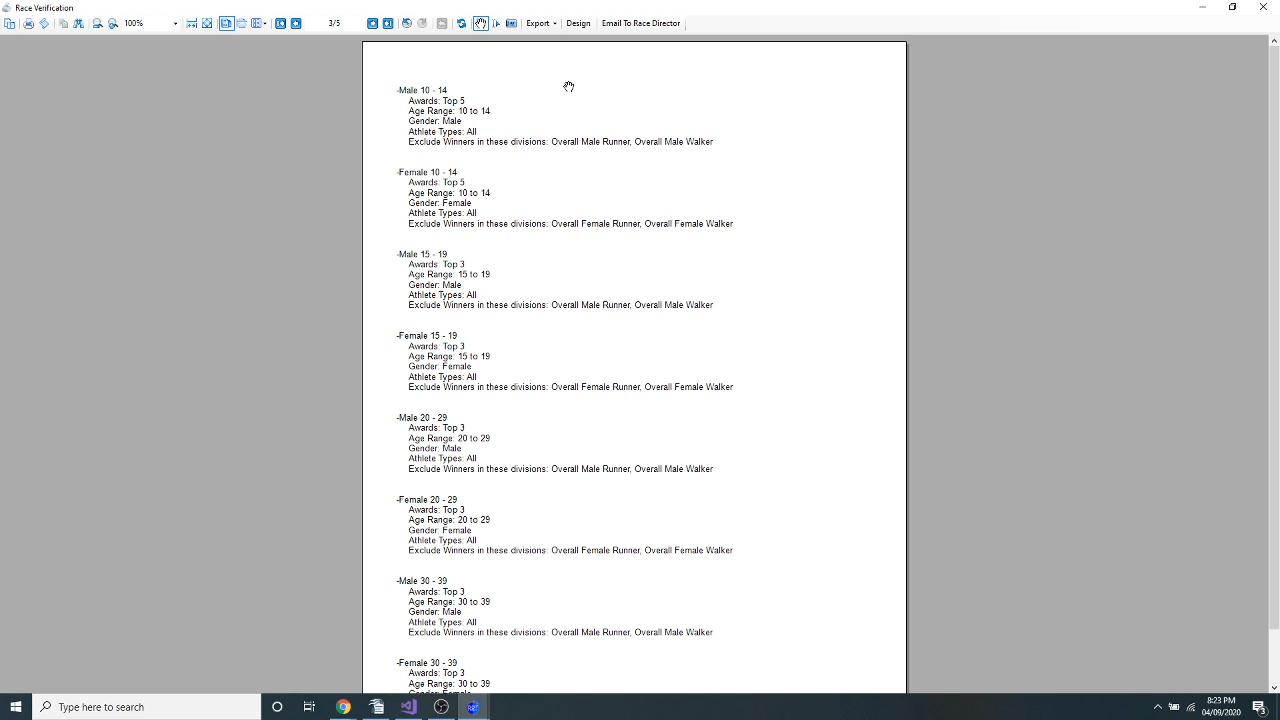 Race Verification
100%
3/5
Export
Design
Email To Race Director
-Male 10 - 14
Awards: Top 5
Age Range: 10 to 14
Gender: Male
Athlete Types: All
Exclude Winners in these divisions: Overall Male Runner, Overall Male Walker
-Female 10 - 14
Awards: Top 5
Age Range: 10 to 14
Gender: Female
Athlete Types: All
Exclude Winners in these divisions: Overall Female Runner, Overall Female Walker
-Male 15 - 19
Awards: Top 3
Age Range: 15 to 19
Gender: Male
Athlete Types: All
Exclude Winners in these divisions: Overall Male Runner, Overall Male Walker
-Female 15 - 19
Awards: Top 3
Age Range: 15 to 19
Gender: Female
Athlete Types: All
Exclude Winners in these divisions: Overall Female Runner, Overall Female Walker
-Male 20 - 29
Awards: Top 3
Age Range: 20 to 29
Gender: Male
Athlete Types: All
Exclude Winners in these divisions: Overall Male Runner, Overall Male Walker
-Female 20 - 29
Awards: Top 3
Age Range: 20 to 29
Gender: Female
Athlete Types: All
Exclude Winners in these divisions: Overall Female Runner, Overall Female Walker
-Male 30 - 39
Awards: Top 3
Age Range: 30 to 39
Gender: Male
Athlete Types: All
Exclude Winners in these divisions: Overall Male Runner, Overall Male Walker
-Female 30 - 39
Awards: Top 3
Age Range: 30 to 39
Gender: Female
Type here to search
8:23 PM
04/09/2020